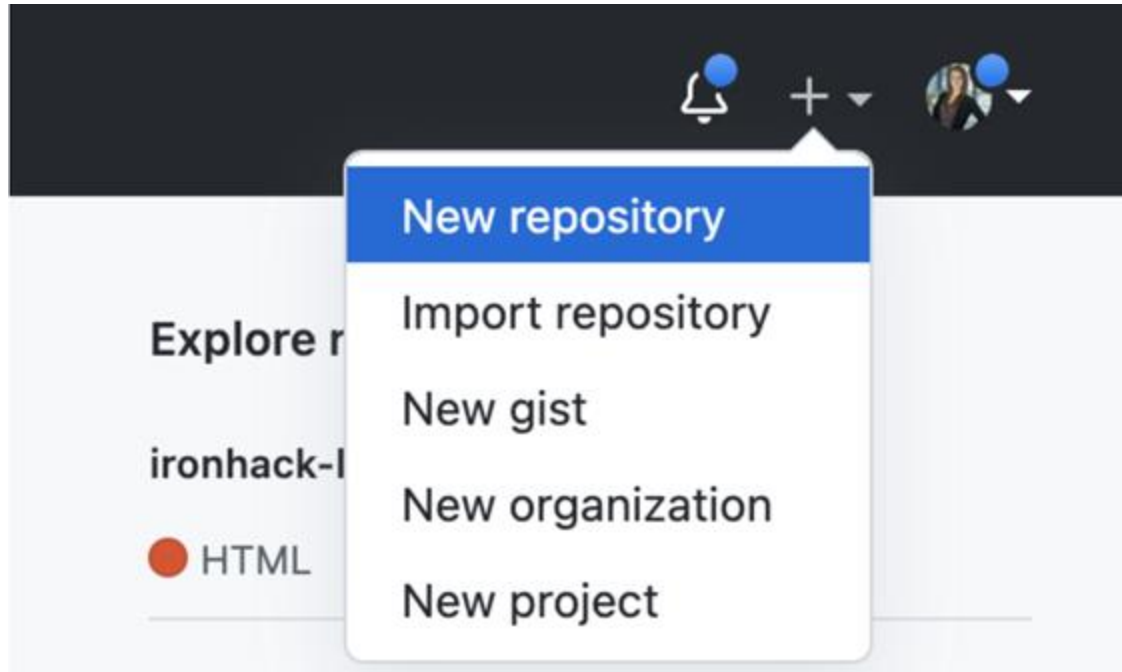 New repository
Import repository
Explore
New gist
ironhack-
New organization
HTML
New project